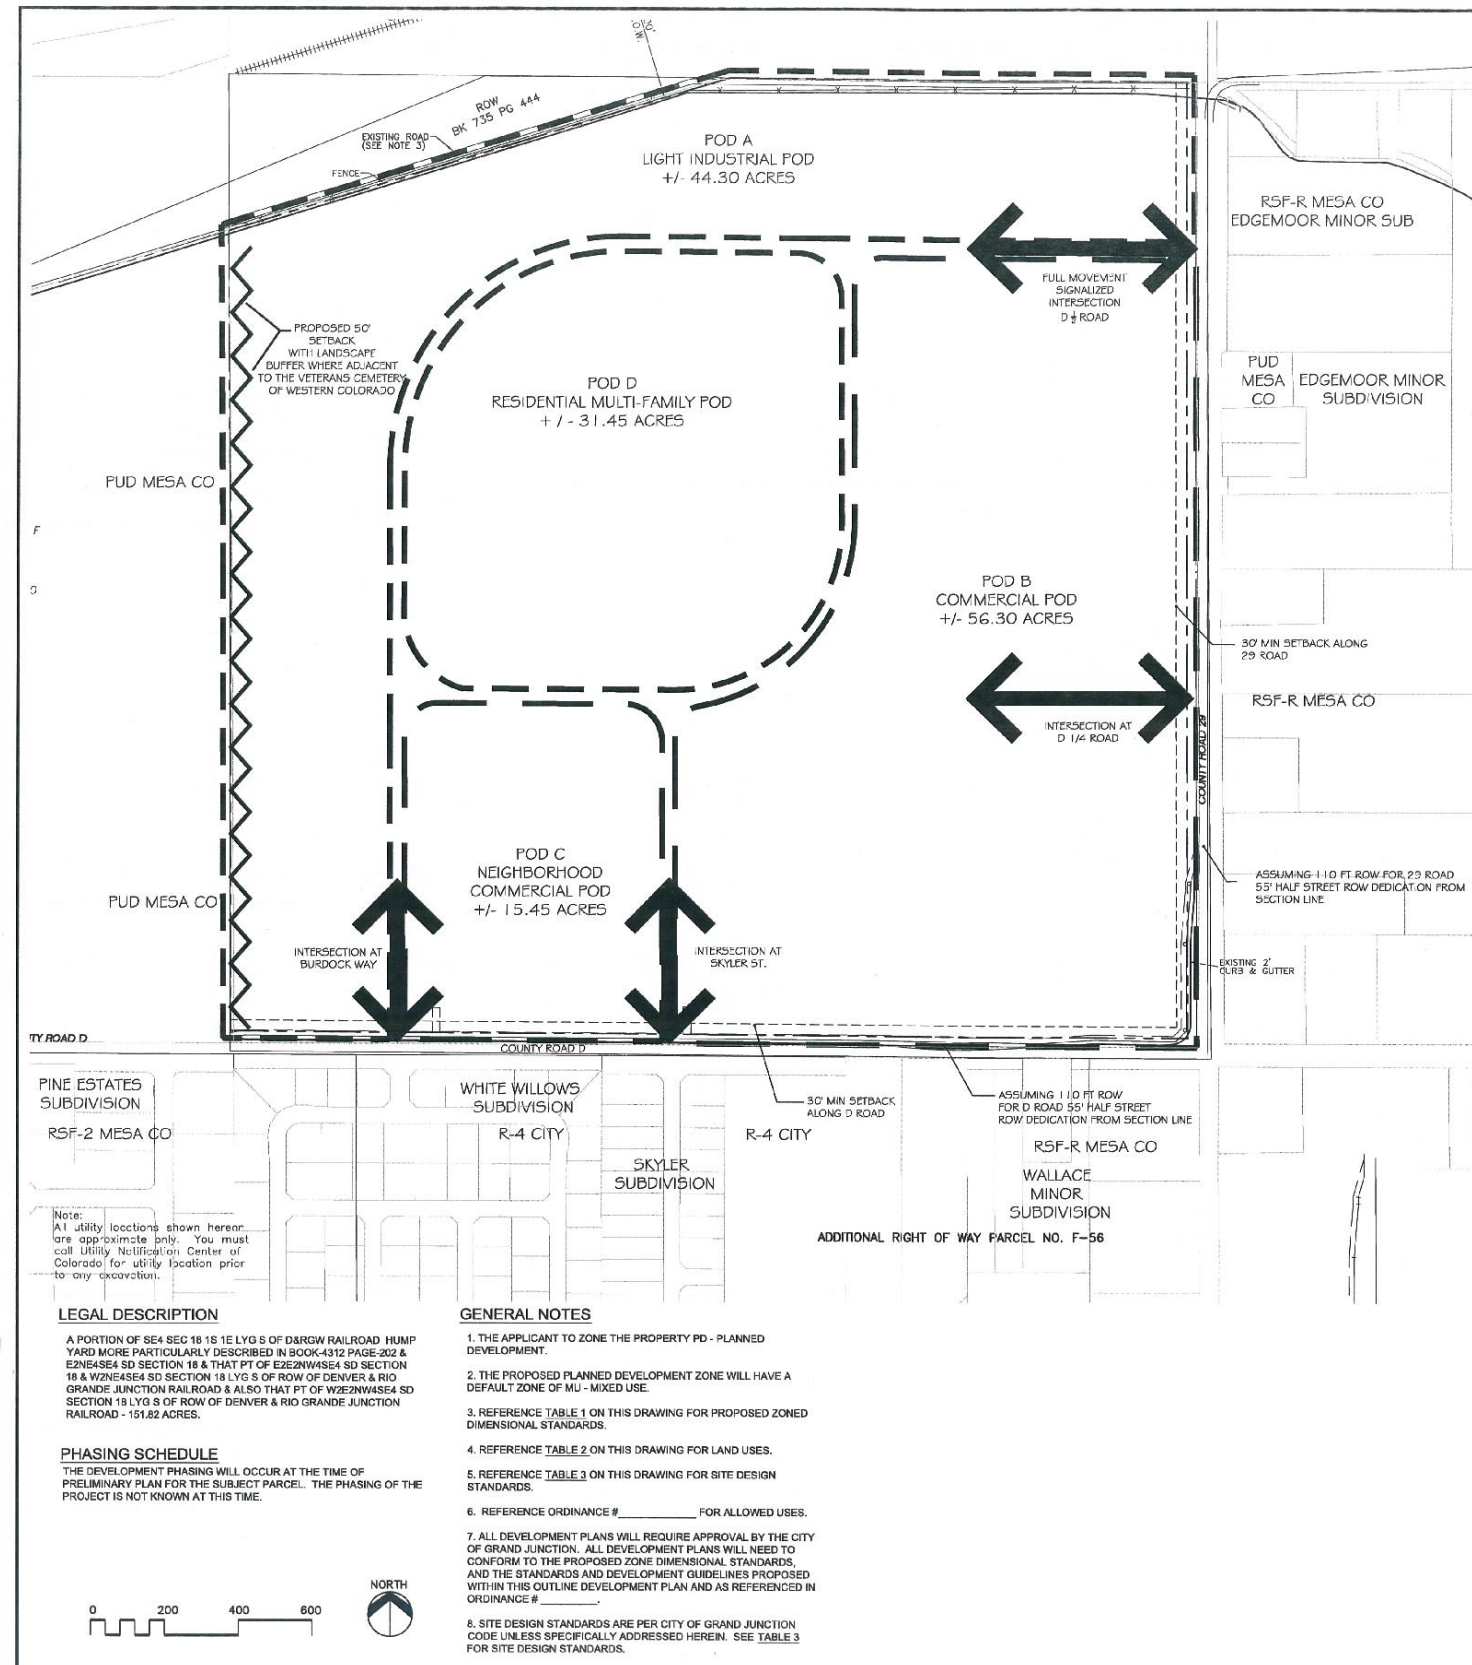 ROW
BK 735 PG 444
EXISTING ROAD
(SEE NOTE 3)
FENCE
POD A
LIGHT INDUSTRIAL POD
+/- 44.30 ACRES
RSF-R MESA CO
EDGEMOOR MINOR SUB
FULL MOVEMENT
SIGNALIZED
INTERSECTION
D ½ ROAD
PROPOSED 50'
SETBACK
WITH LANDSCAPE
BUFFER WHERE ADJACENT
TO THE VETERANS CEMETERY
OF WESTERN COLORADO
POD D
RESIDENTIAL MULTI-FAMILY POD
+ / - 31.45 ACRES
PUD
MESA
CO
EDGEMOOR MINOR
SUBDIVISION
PUD MESA CO
F
POD B
COMMERCIAL POD
+/- 56.30 ACRES
30' MIN SETBACK ALONG
29 ROAD
RSF-R MESA CO
INTERSECTION AT
D 1/4 ROAD
COUNTY ROAD 29
POD C
NEIGHBORHOOD
COMMERCIAL POD
+/- 15.45 ACRES
PUD MESA CO
ASSUMING 110 FT ROW FOR 29 ROAD
55' HALF STREET ROW DEDICATION FROM
SECTION LINE
INTERSECTION AT
BURDOCK WAY
INTERSECTION AT
SKYLER ST.
EXISTING 2'
CURB & GUTTER
TY ROAD D
COUNTY ROAD D
PINE ESTATES
SUBDIVISION
RSF-2 MESA CO
WHITE WILLOWS
SUBDIVISION
R-4 CITY
30' MIN SETBACK
ALONG D ROAD
R-4 CITY
ASSUMING 110 FT ROW
FOR D ROAD 55' HALF STREET
ROW DEDICATION FROM SECTION LINE
RSF-R MESA CO
SKYLER
SUBDIVISION
WALLACE
MINOR
SUBDIVISION
ADDITIONAL RIGHT OF WAY PARCEL NO. F-56
Note:
All utility locations shown hereon
are approximate only. You must
call Utility Notification Center of
Colorado for utility location prior
to any excavation.
LEGAL DESCRIPTION
A PORTION OF SE4 SEC 18 1S 1E LYG S OF D&RGW RAILROAD HUMP
YARD MORE PARTICULARLY DESCRIBED IN BOOK-4312 PAGE-202 &
E2NE4SE4 SD SECTION 18 & THAT PT OF E2E2NW4SE4 SD SECTION
18 & W2NE4SE4 SD SECTION 18 LYG S OF ROW OF DENVER & RIO
GRANDE JUNCTION RAILROAD & ALSO THAT PT OF W2E2NW4SE4 SD
SECTION 18 LYG S OF ROW OF DENVER & RIO GRANDE JUNCTION
RAILROAD - 151.82 ACRES.
PHASING SCHEDULE
THE DEVELOPMENT PHASING WILL OCCUR AT THE TIME OF
PRELIMINARY PLAN FOR THE SUBJECT PARCEL. THE PHASING OF THE
PROJECT IS NOT KNOWN AT THIS TIME.
0 200 400 600
NORTH
GENERAL NOTES
1. THE APPLICANT TO ZONE THE PROPERTY PD - PLANNED
DEVELOPMENT.
2. THE PROPOSED PLANNED DEVELOPMENT ZONE WILL HAVE A
DEFAULT ZONE OF MU - MIXED USE.
3. REFERENCE TABLE 1 ON THIS DRAWING FOR PROPOSED ZONED
DIMENSIONAL STANDARDS.
4. REFERENCE TABLE 2 ON THIS DRAWING FOR LAND USES.
5. REFERENCE TABLE 3 ON THIS DRAWING FOR SITE DESIGN
STANDARDS.
6. REFERENCE ORDINANCE #____________ FOR ALLOWED USES.
7. ALL DEVELOPMENT PLANS WILL REQUIRE APPROVAL BY THE CITY
OF GRAND JUNCTION. ALL DEVELOPMENT PLANS WILL NEED TO
CONFORM TO THE PROPOSED ZONE DIMENSIONAL STANDARDS,
AND THE STANDARDS AND DEVELOPMENT GUIDELINES PROPOSED
WITHIN THIS OUTLINE DEVELOPMENT PLAN AND AS REFERENCED IN
ORDINANCE # _________.
8. SITE DESIGN STANDARDS ARE PER CITY OF GRAND JUNCTION
CODE UNLESS SPECIFICALLY ADDRESSED HEREIN. SEE TABLE 3
FOR SITE DESIGN STANDARDS.